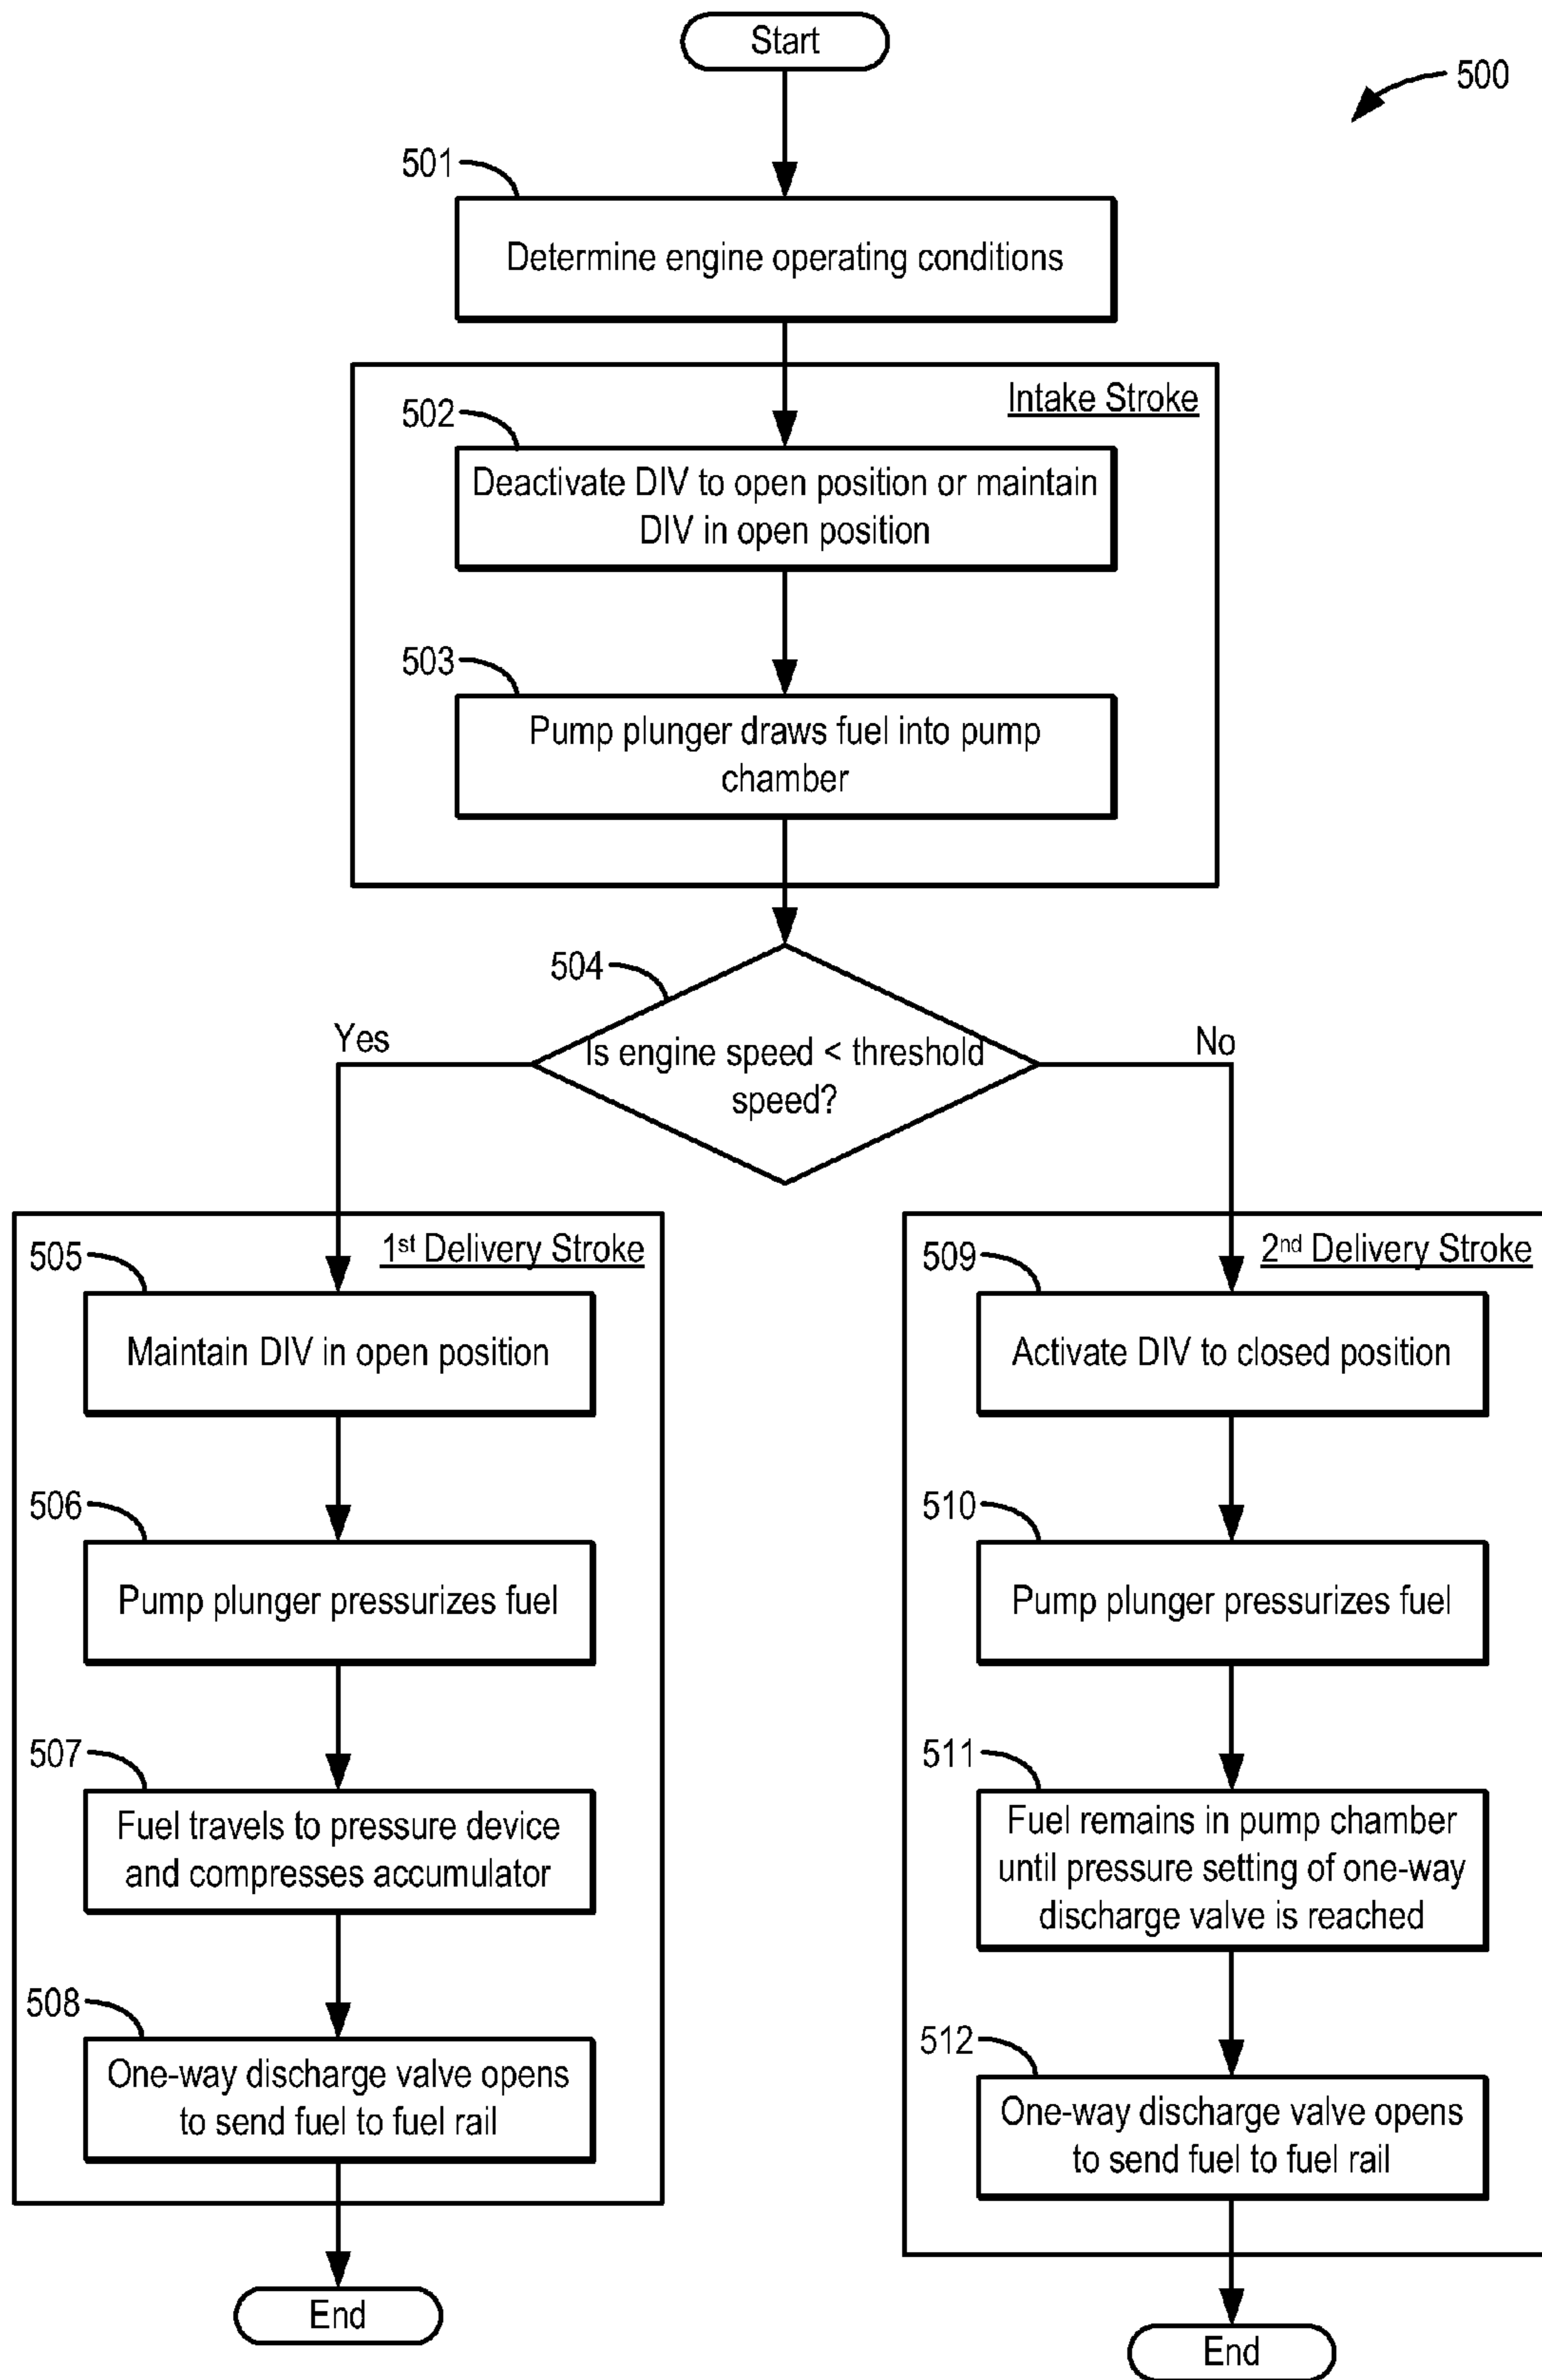 Start
500
501
Determine engine operating conditions
Intake Stroke
502
Deactivate DIV to open position or maintain
DIV in open position
503
Pump plunger draws fuel into pump
chamber
504
Is engine speed < threshold
speed?
Yes
No
1st Delivery Stroke
505
Maintain DIV in open position
506
Pump plunger pressurizes fuel
507
Fuel travels to pressure device
and compresses accumulator
508
One-way discharge valve opens
to send fuel to fuel rail
End
2nd Delivery Stroke
509
Activate DIV to closed position
510
Pump plunger pressurizes fuel
511
Fuel remains in pump chamber
until pressure setting of one-way
discharge valve is reached
512
One-way discharge valve opens
to send fuel to fuel rail
End